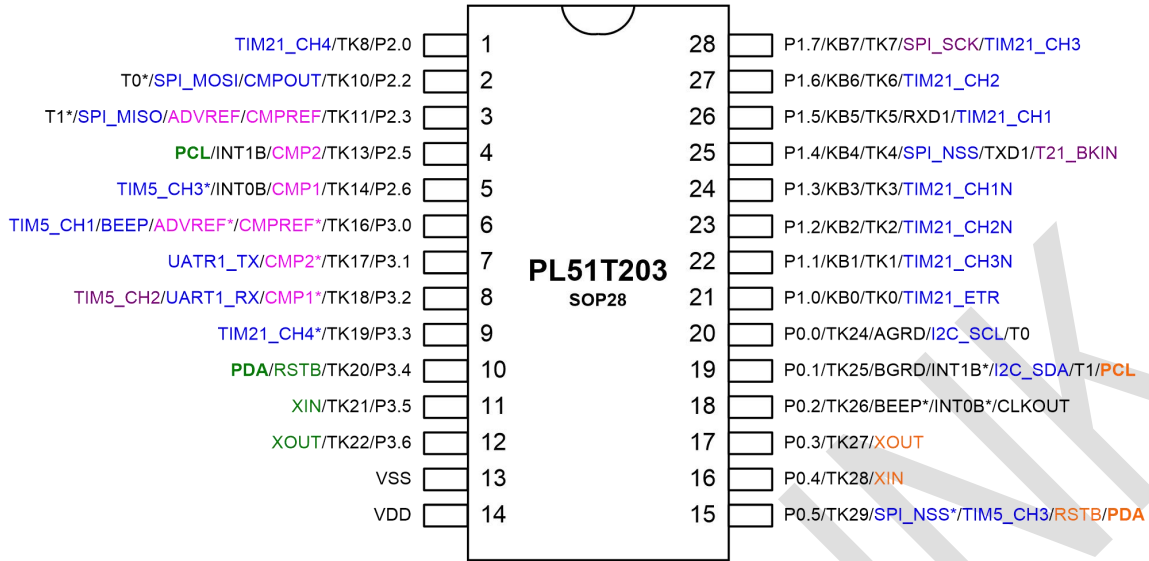 TIM21_CH4/TK8/P2.0 1 28 P1.7/KB7/TK7/SPI_SCK/TIM21_CH3
T0*/SPI_MOSI/CMPOUT/TK10/P2.2 2 27 P1.6/KB6/TK6/TIM21_CH2
T1*/SPI_MISO/ADVREF/CMPREF/TK11/P2.3 3 26 P1.5/KB5/TK5/RXD1/TIM21_CH1
PCL/INT1B/CMP2/TK13/P2.5 4 25 P1.4/KB4/TK4/SPI_NSS/TXD1/T21_BKIN
TIM5_CH3*/INT0B/CMP1/TK14/P2.6 5 24 P1.3/KB3/TK3/TIM21_CH1N
TIM5_CH1/BEEP/ADVREF*/CMPREF*/TK16/P3.0 6 23 P1.2/KB2/TK2/TIM21_CH2N
UATR1_TX/CMP2*/TK17/P3.1 7 22 P1.1/KB1/TK1/TIM21_CH3N
PL51T203
SOP28
TIM5_CH2/UART1_RX/CMP1*/TK18/P3.2 8 21 P1.0/KB0/TK0/TIM21_ETR
TIM21_CH4*/TK19/P3.3 9 20 P0.0/TK24/AGRD/I2C_SCL/T0
PDA/RSTB/TK20/P3.4 10 19 P0.1/TK25/BGRD/INT1B*/I2C_SDA/T1/PCL
XIN/TK21/P3.5 11 18 P0.2/TK26/BEEP*/INT0B*/CLKOUT
XOUT/TK22/P3.6 12 17 P0.3/TK27/XOUT
VSS 13 16 P0.4/TK28/XIN
VDD 14 15 P0.5/TK29/SPI_NSS*/TIM5_CH3/RSTB/PDA